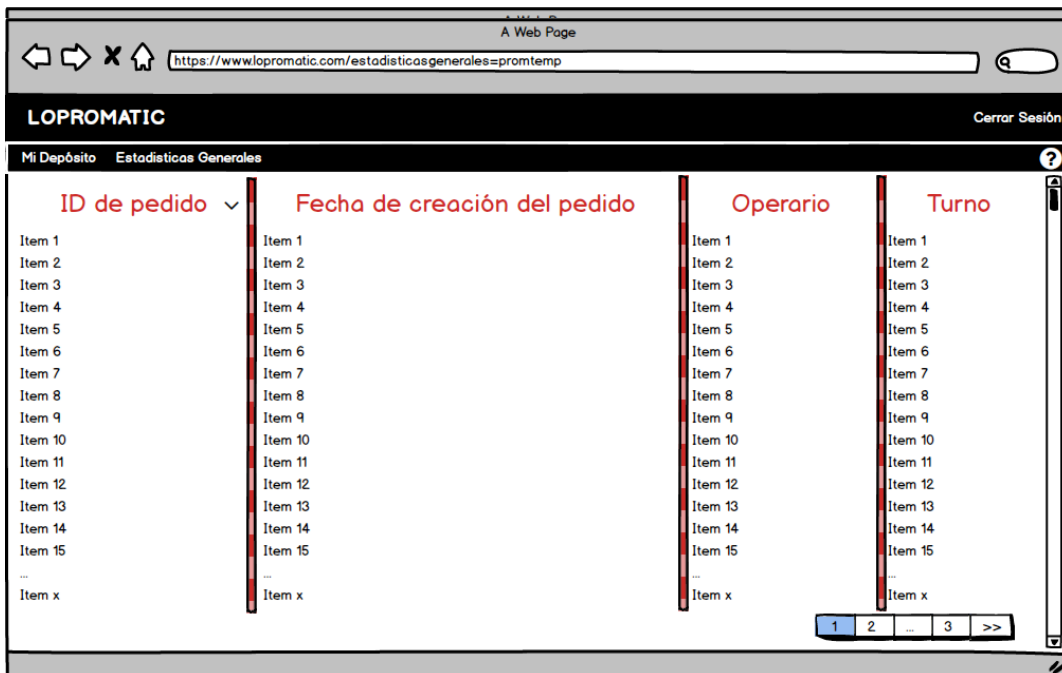 A Web Page
https://www.lopromatic.com/estadisticasgenerales=promtemp
LOPROMATIC
Cerrar Sesión
Mi Depósito Estadisticas Generales ?
ID de pedido Fecha de creación del pedido Operario Turno
Item 1 Item 1 Item 1 Item 1
Item 2 Item 2 Item 2 Item 2
Item 3 Item 3 Item 3 Item 3
Item 4 Item 4 Item 4 Item 4
Item 5 Item 5 Item 5 Item 5
Item 6 Item 6 Item 6 Item 6
Item 7 Item 7 Item 7 Item 7
Item 8 Item 8 Item 8 Item 8
Item 9 Item 9 Item 9 Item 9
Item 10 Item 10 Item 10 Item 10
Item 11 Item 11 Item 11 Item 11
Item 12 Item 12 Item 12 Item 12
Item 13 Item 13 Item 13 Item 13
Item 14 Item 14 Item 14 Item 14
Item 15 Item 15 Item 15 Item 15
... ... ... ...
Item x Item x Item x Item x
1 2 ... 3 >>